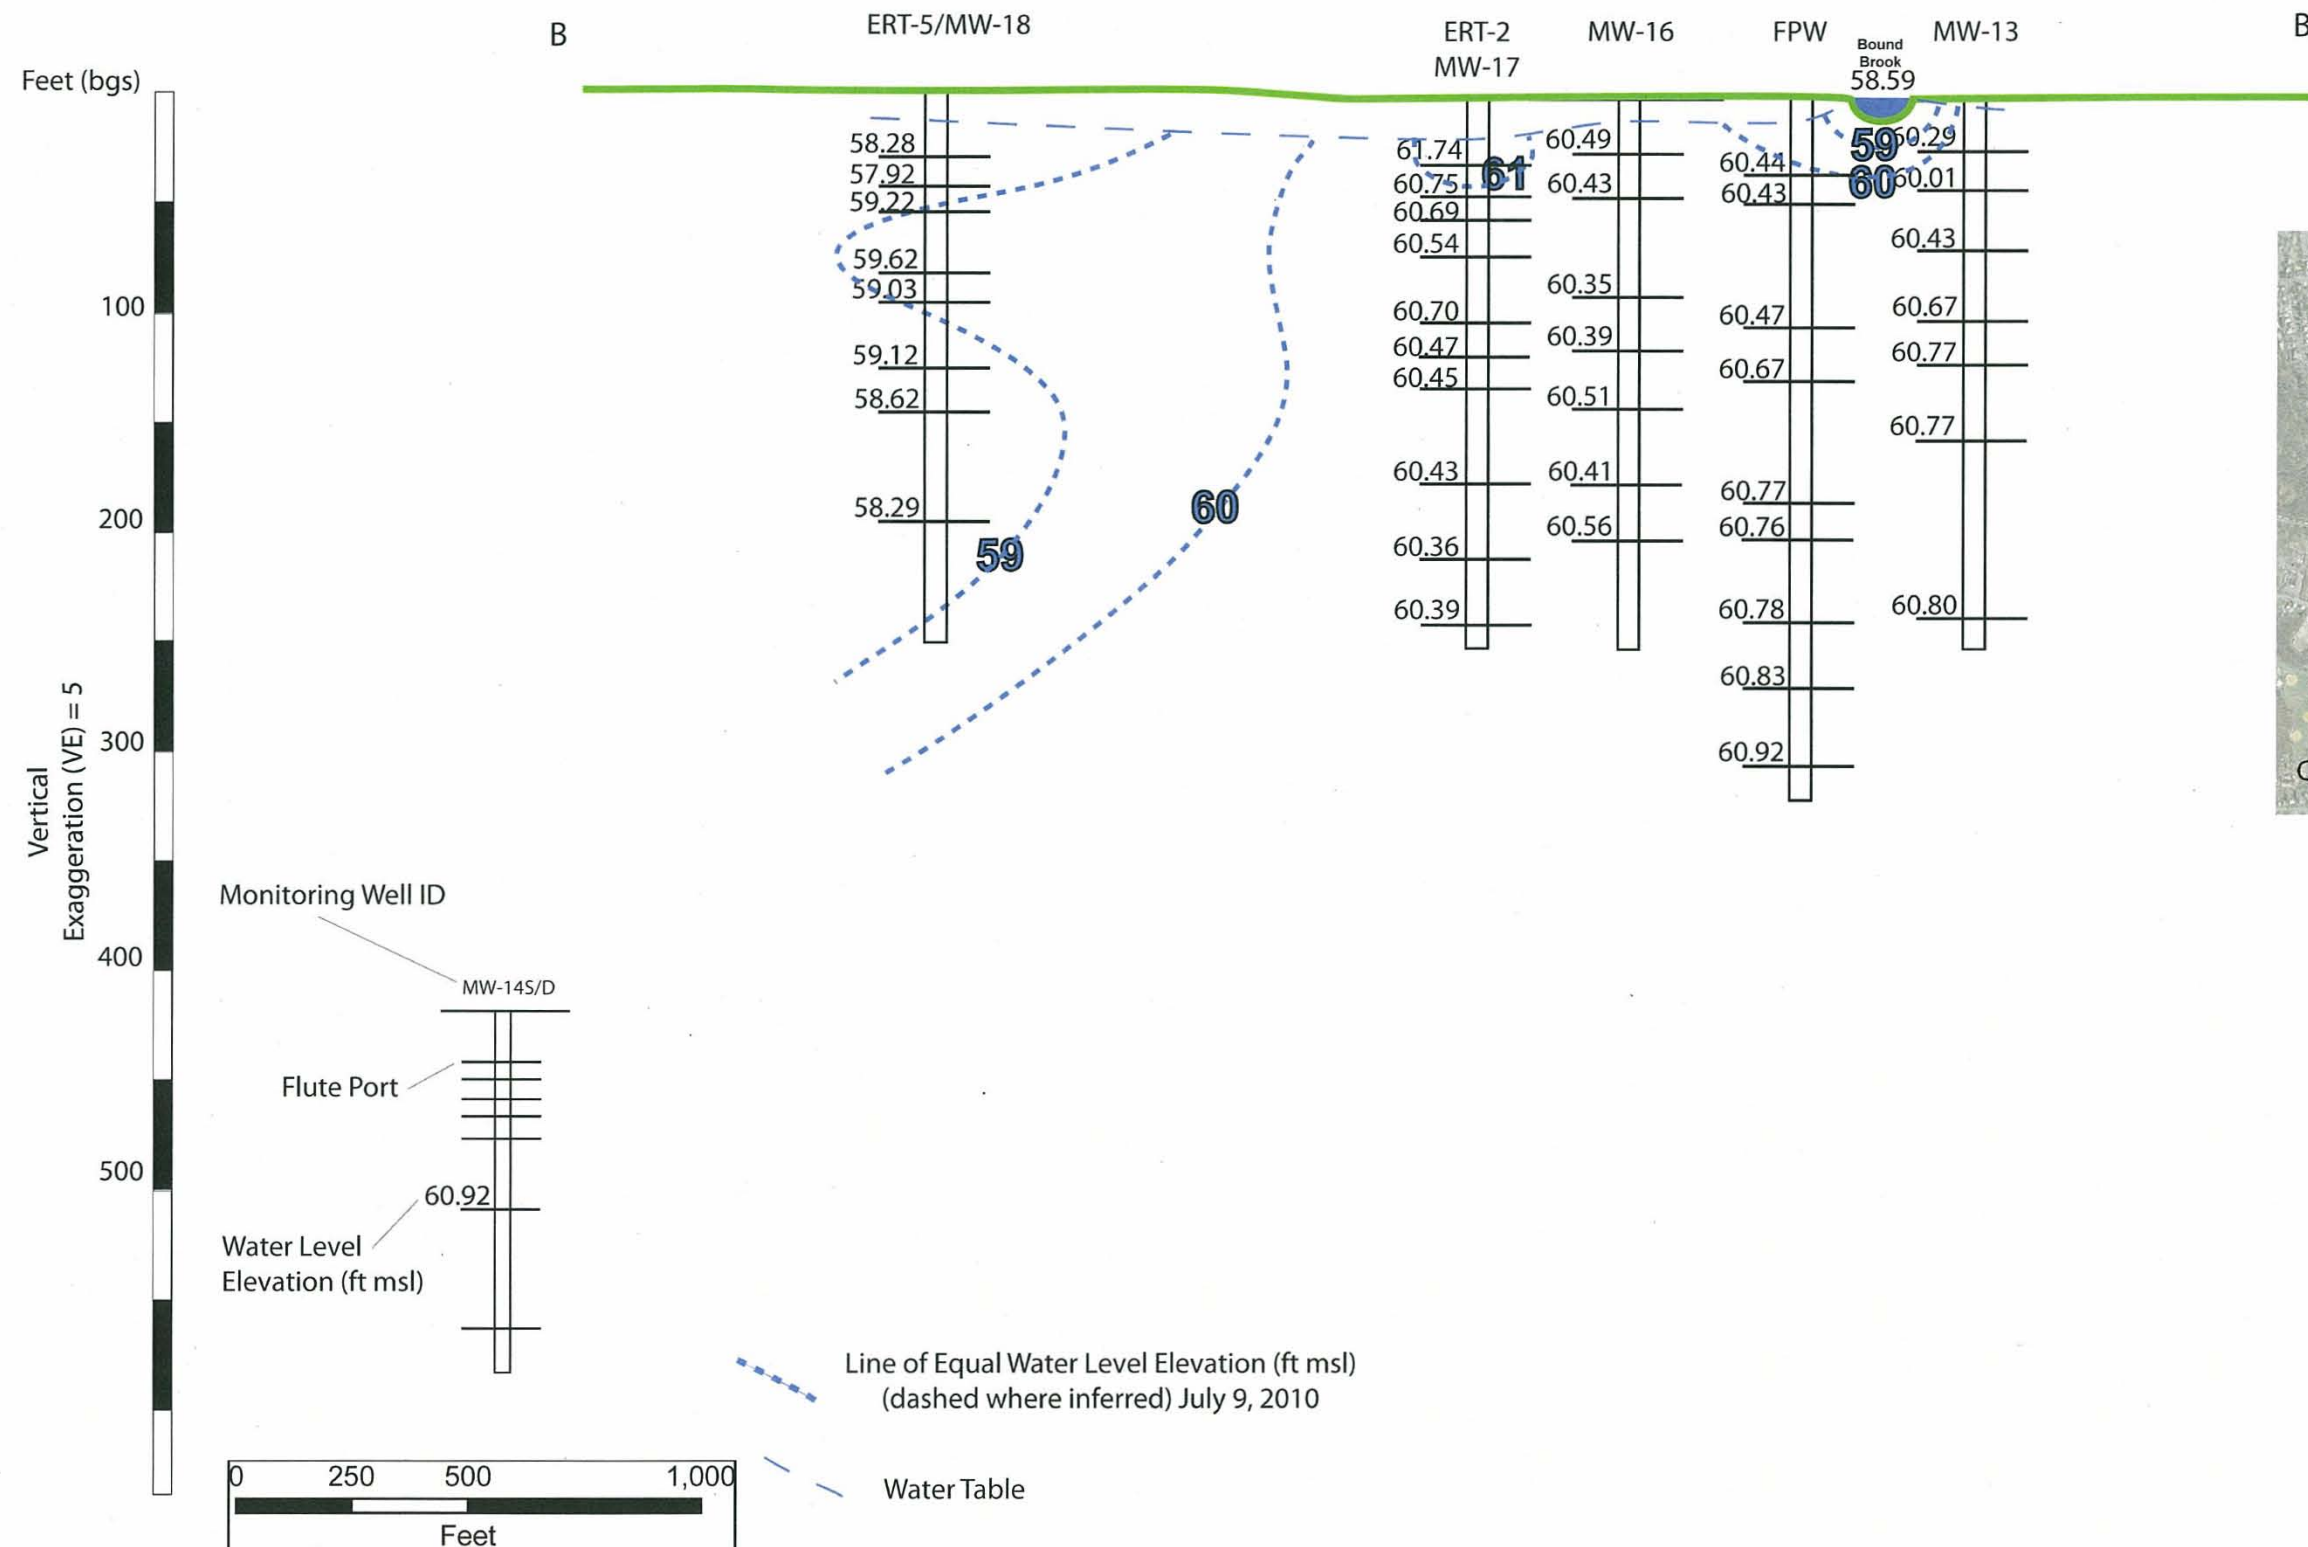 B
ERT-5/MW-18
ERT-2
MW-17
MW-16
FPW
Bound
Brook
58.59
MW-13
B
Feet (bgs)
100
200
300
400
500
Vertical
Exaggeration (VE) = 5
58.28
57.92
59.22
59.62
59.03
59.12
58.62
58.29
59
60
61.74
61
60.75
60.69
60.54
60.70
60.47
60.45
60.43
60.36
60.39
60.49
60.43
60.35
60.39
60.51
60.41
60.56
60.44
60.43
60.47
60.67
60.77
60.76
60.78
60.83
60.92
59
60
60.29
60.01
60.43
60.67
60.77
60.77
60.80
Monitoring Well ID
MW-14S/D
Flute Port
60.92
Water Level
Elevation (ft msl)
Line of Equal Water Level Elevation (ft msl)
(dashed where inferred) July 9, 2010
Water Table
0 250 500 1,000
Feet